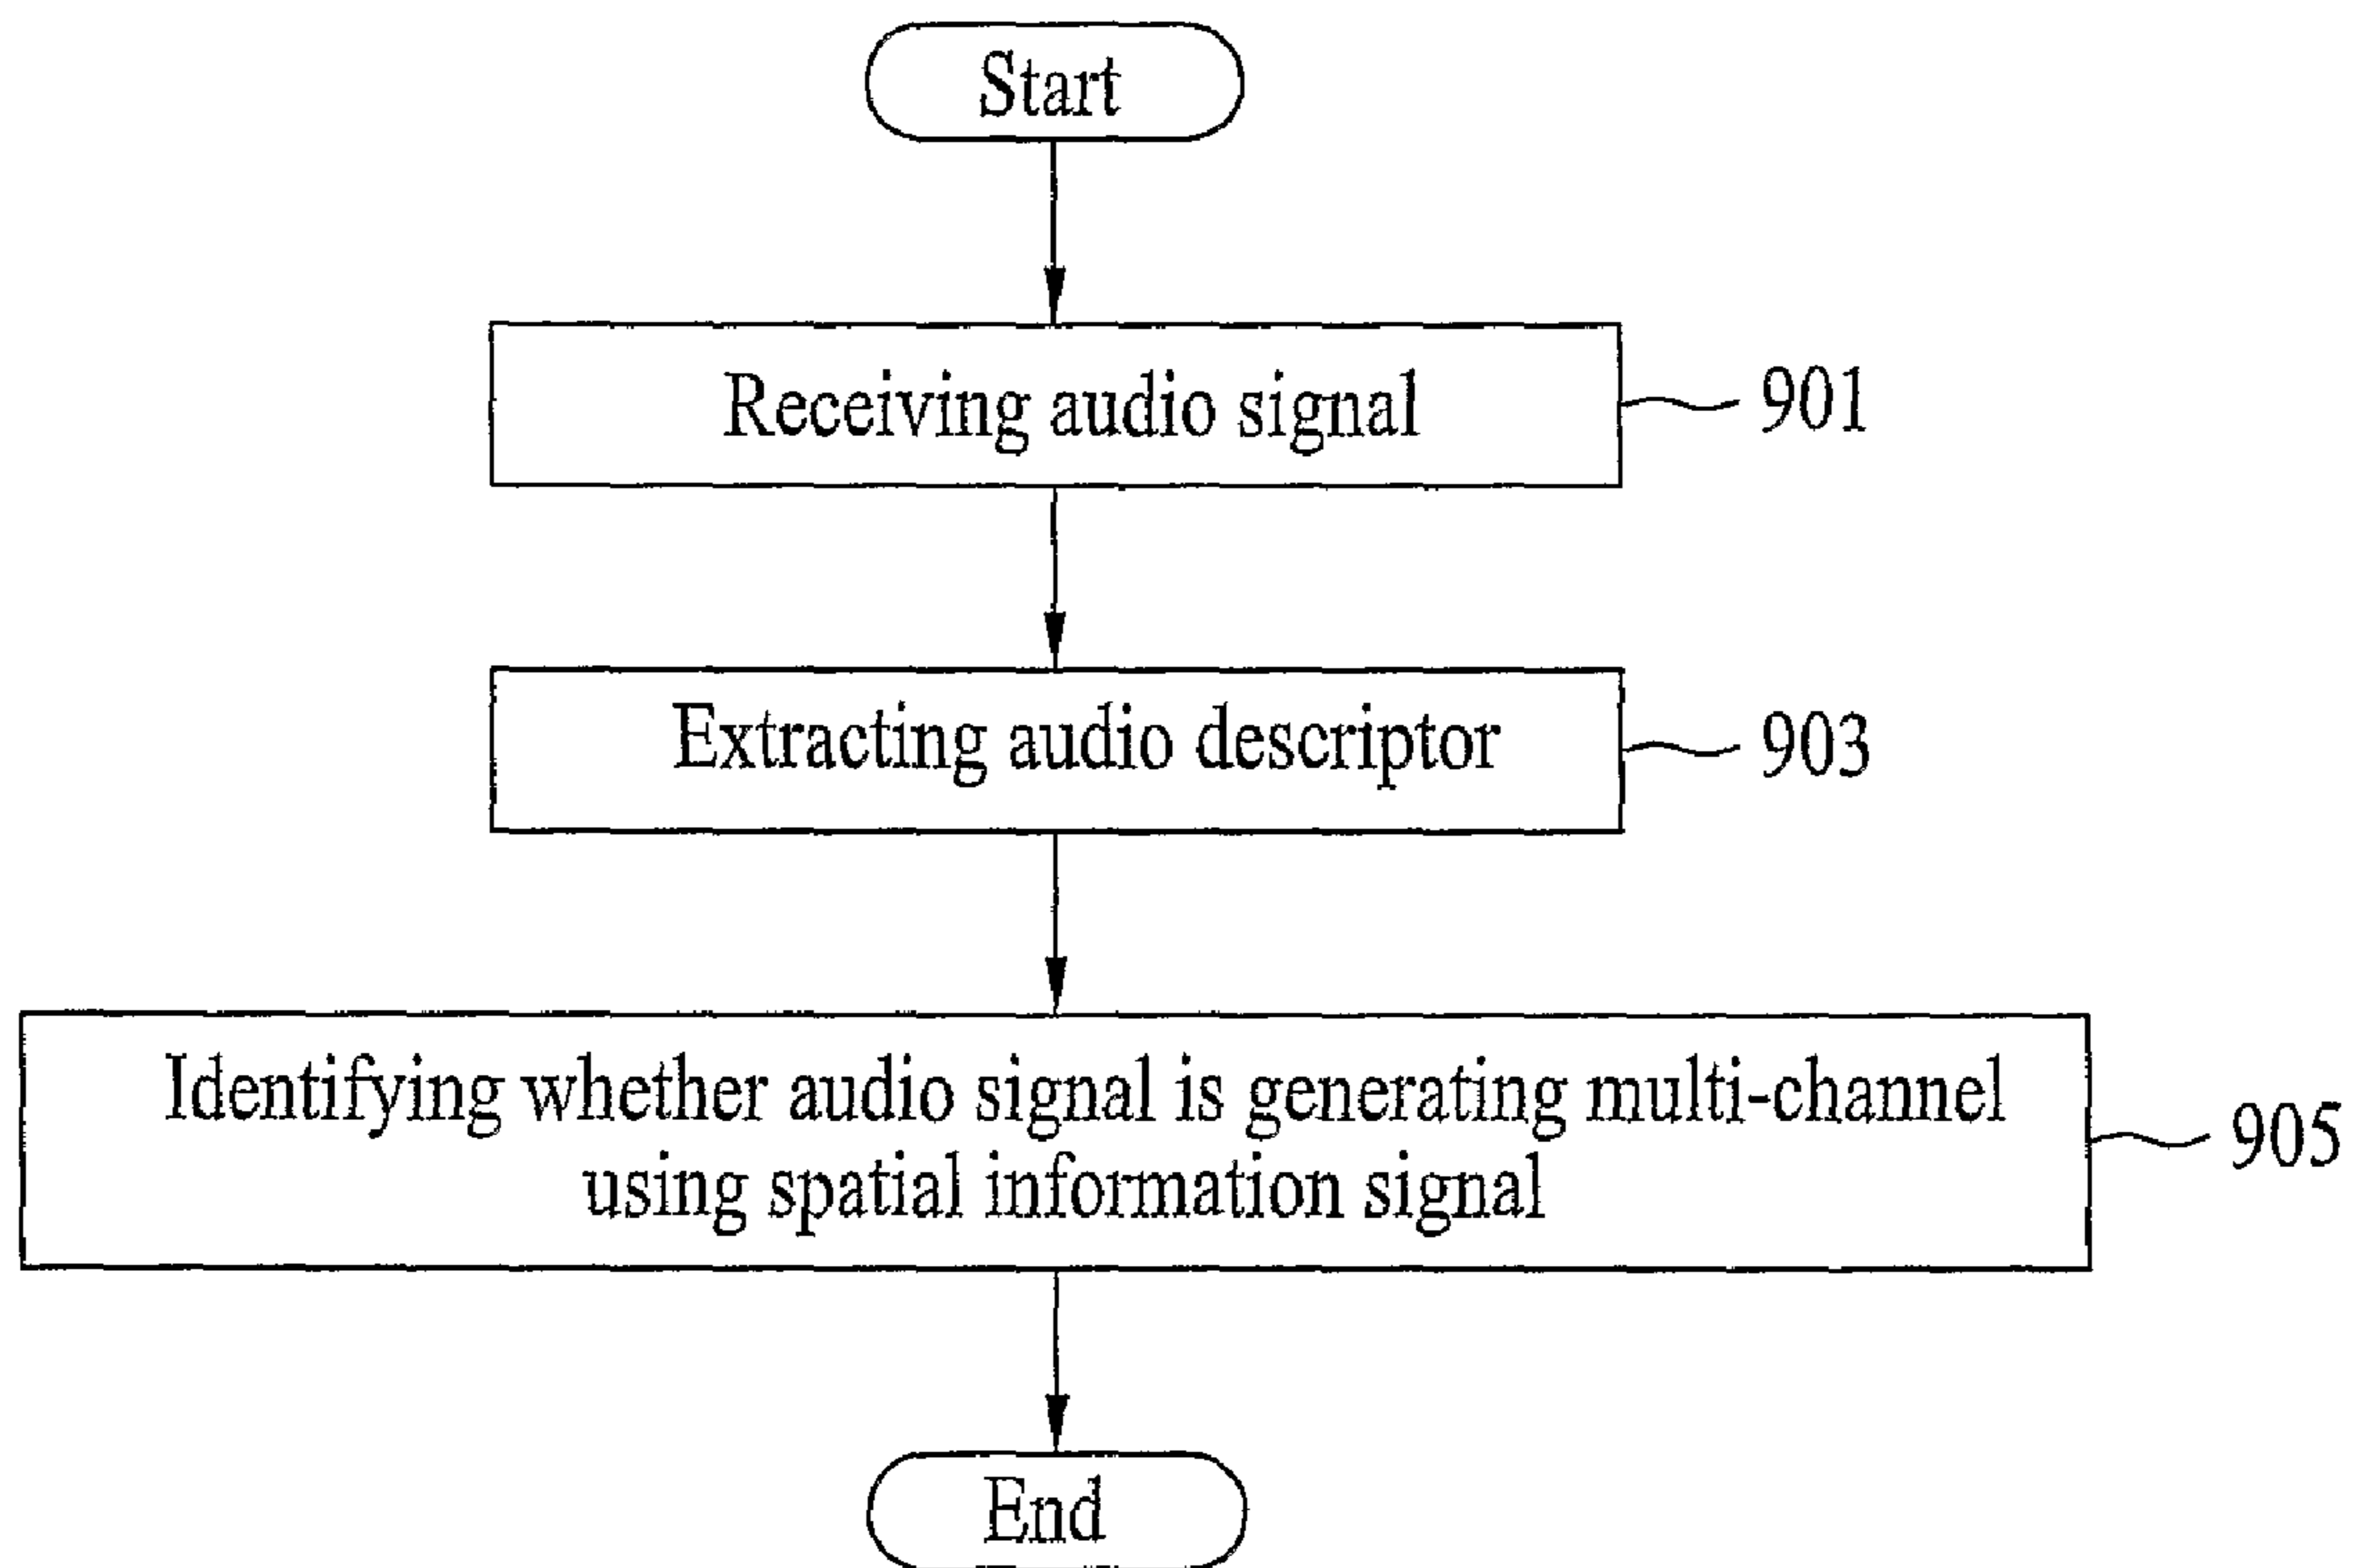 Start
Receiving audio signal
901
Extracting audio descriptor
903
Identifying whether audio signal is generating multi-channel
using spatial information signal
905
End